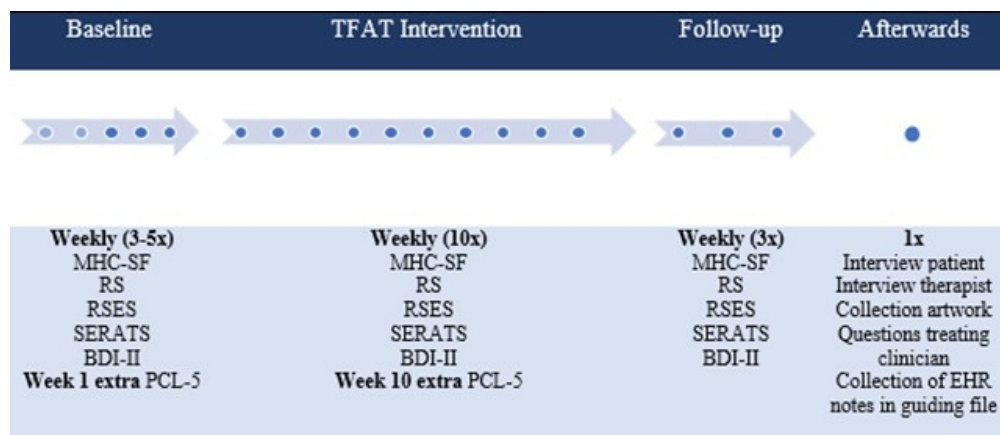 Baseline
TFAT Intervention
Follow-up
Afterwards
Weekly (3-5x)
MHC-SF
RS
RSES
SERATS
BDI-II
Week 1 extra PCL-5
Weekly (10x)
MHC-SF
RS
RSES
SERATS
BDI-II
Week 10 extra PCL-5
Weekly (3x)
MHC-SF
RS
RSES
SERATS
BDI-II
1x
Interview patient
Interview therapist
Collection artwork
Questions treating
clinician
Collection of EHR
notes in guiding file